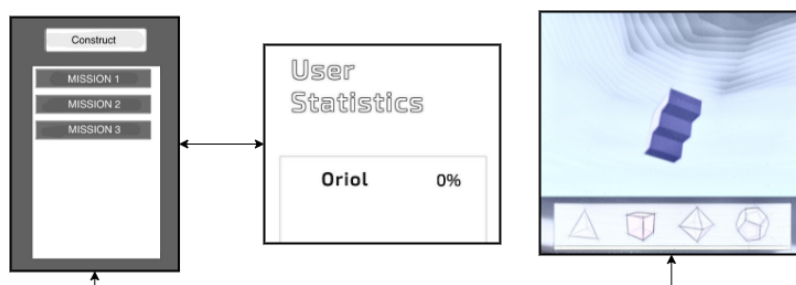 Construct
MISSION 1
MISSION 2
MISSION 3
User
Statistics
Oriol 0%